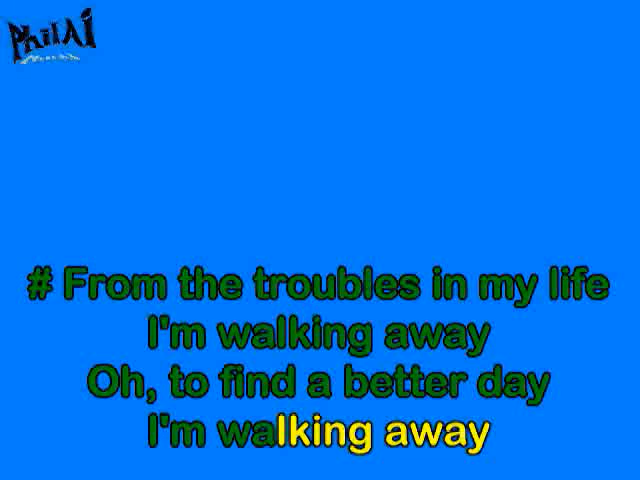 PhilAI
# From the troubles in my life
I'm walking away
Oh, to find a better day
I'm walking away